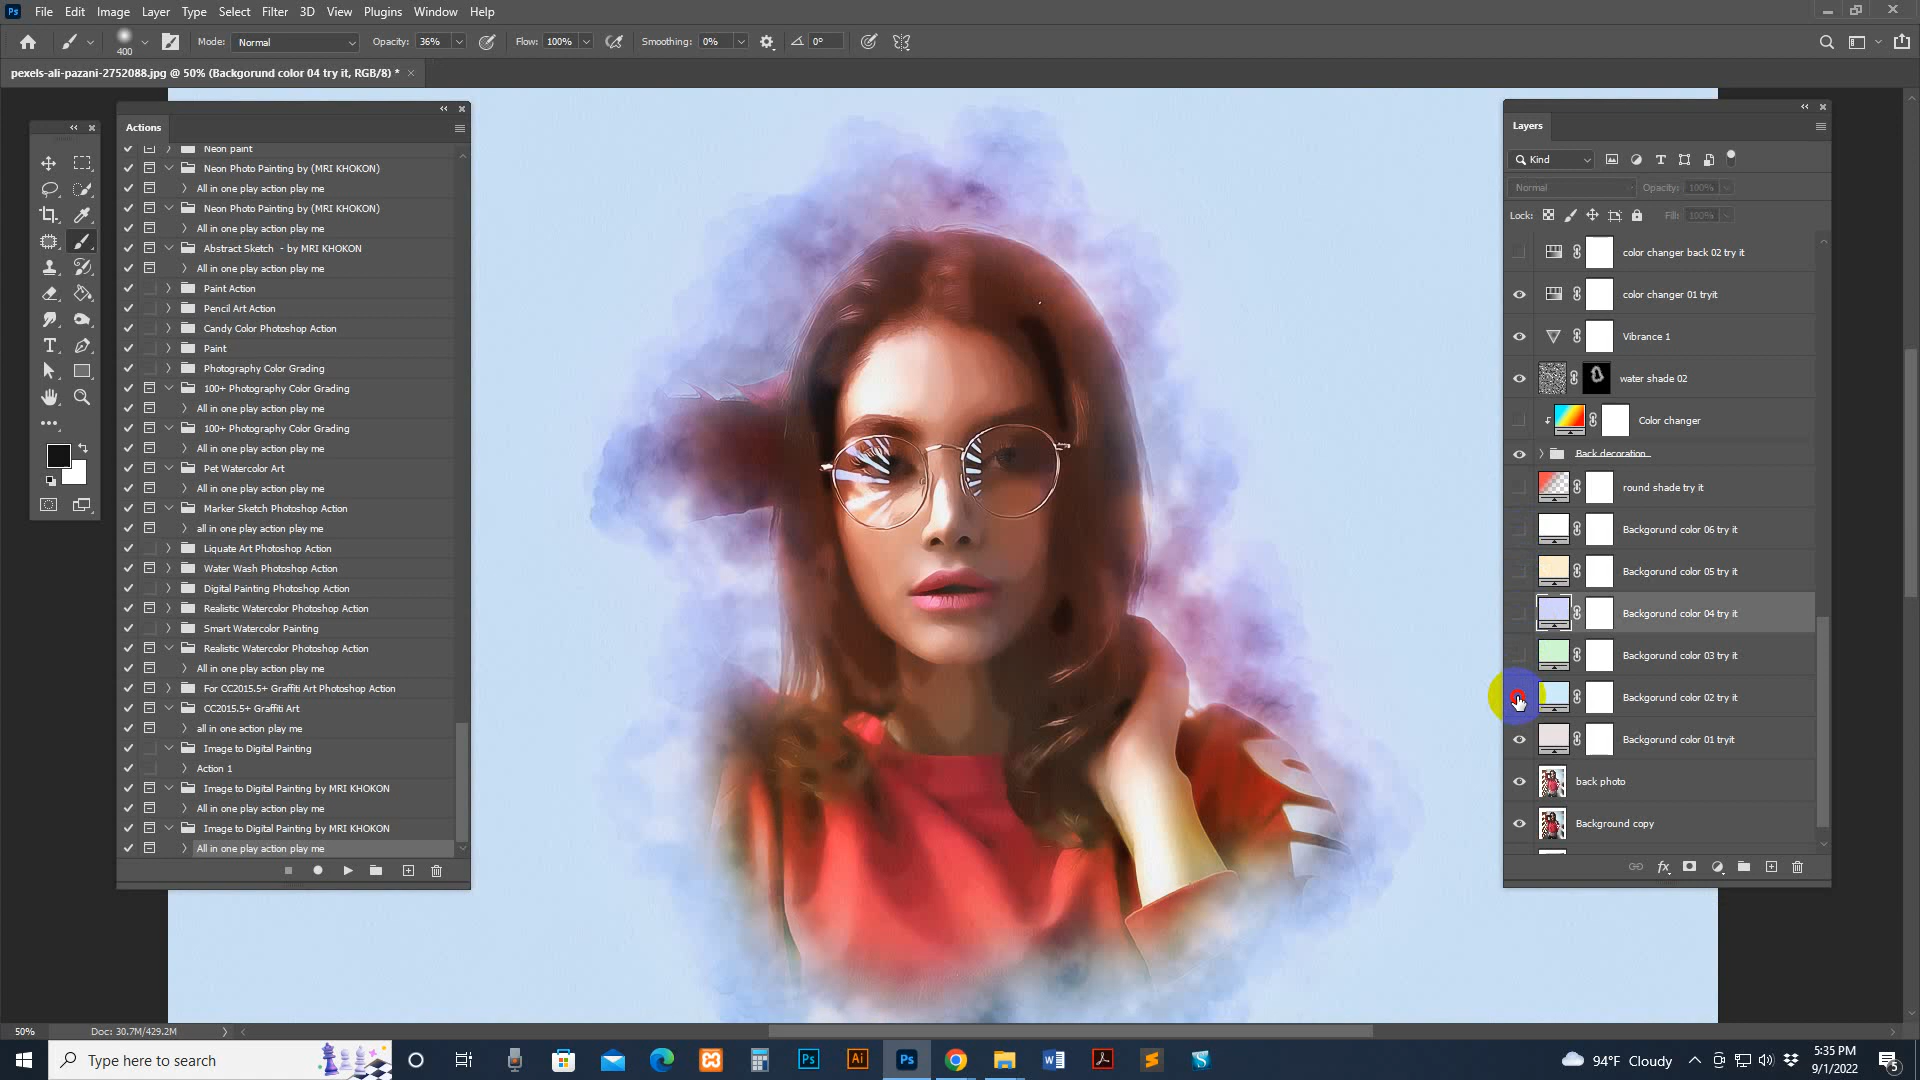 Ps File Edit Image Layer Type Select Filter 3D View Plugins Window Help
400 Mode: Normal Opacity: 36% Flow: 100% Smoothing: 0% 0°
pexels-ali-pazani-2752088.jpg @ 50% (Backgorund color 04 try it, RGB/8) * ×
Actions
Neon paint
Neon Photo Painting by (MRI KHOKON)
All in one play action play me
Neon Photo Painting by (MRI KHOKON)
All in one play action play me
Abstract Sketch - by MRI KHOKON
All in one play action play me
Paint Action
Pencil Art Action
Candy Color Photoshop Action
Paint
Photography Color Grading
100+ Photography Color Grading
All in one play action play me
100+ Photography Color Grading
All in one play action play me
Pet Watercolor Art
All in one play action play me
Marker Sketch Photoshop Action
all in one play action play me
Liquate Art Photoshop Action
Water Wash Photoshop Action
Digital Painting Photoshop Action
Realistic Watercolor Photoshop Action
Smart Watercolor Painting
Realistic Watercolor Photoshop Action
All in one play action play me
For CC2015.5+ Graffiti Art Photoshop Action
CC2015.5+ Graffiti Art
all in one play action play me
Image to Digital Painting
Action 1
Image to Digital Painting by MRI KHOKON
All in one play action play me
Image to Digital Painting by MRI KHOKON
All in one play action play me
Layers
Kind
Normal Opacity: 100%
Lock: Fill: 100%
color changer back 02 try it
color changer 01 tryit
Vibrance 1
water shade 02
Color changer
Back decoration
round shade try it
Backgorund color 06 try it
Backgorund color 05 try it
Backgorund color 04 try it
Backgorund color 03 try it
Backgorund color 02 try it
Backgorund color 01 tryit
back photo
Background copy
fx
50% Doc: 30.7M/429.2M
Type here to search
Ps Ai Ps
94°F Cloudy
5:35 PM
9/1/2022
5